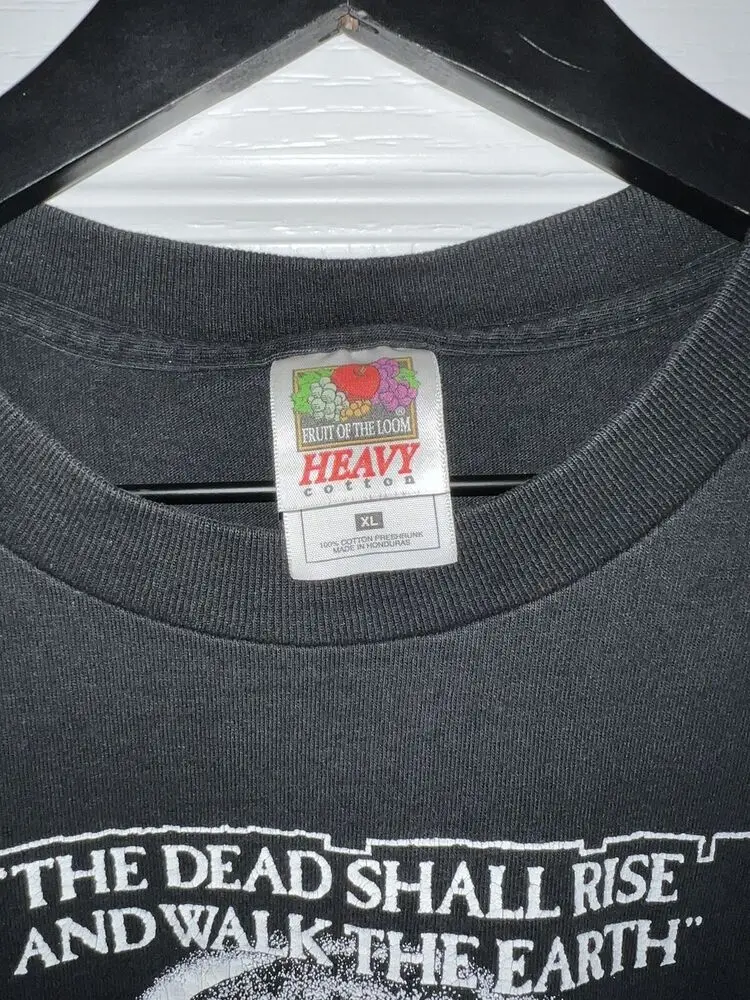 FRUIT OF THE LOOM®
HEAVY
cotton
XL
100% COTTON PRESHRUNK
MADE IN HONDURAS
"THE DEAD SHALL RISE
AND WALK THE EARTH"